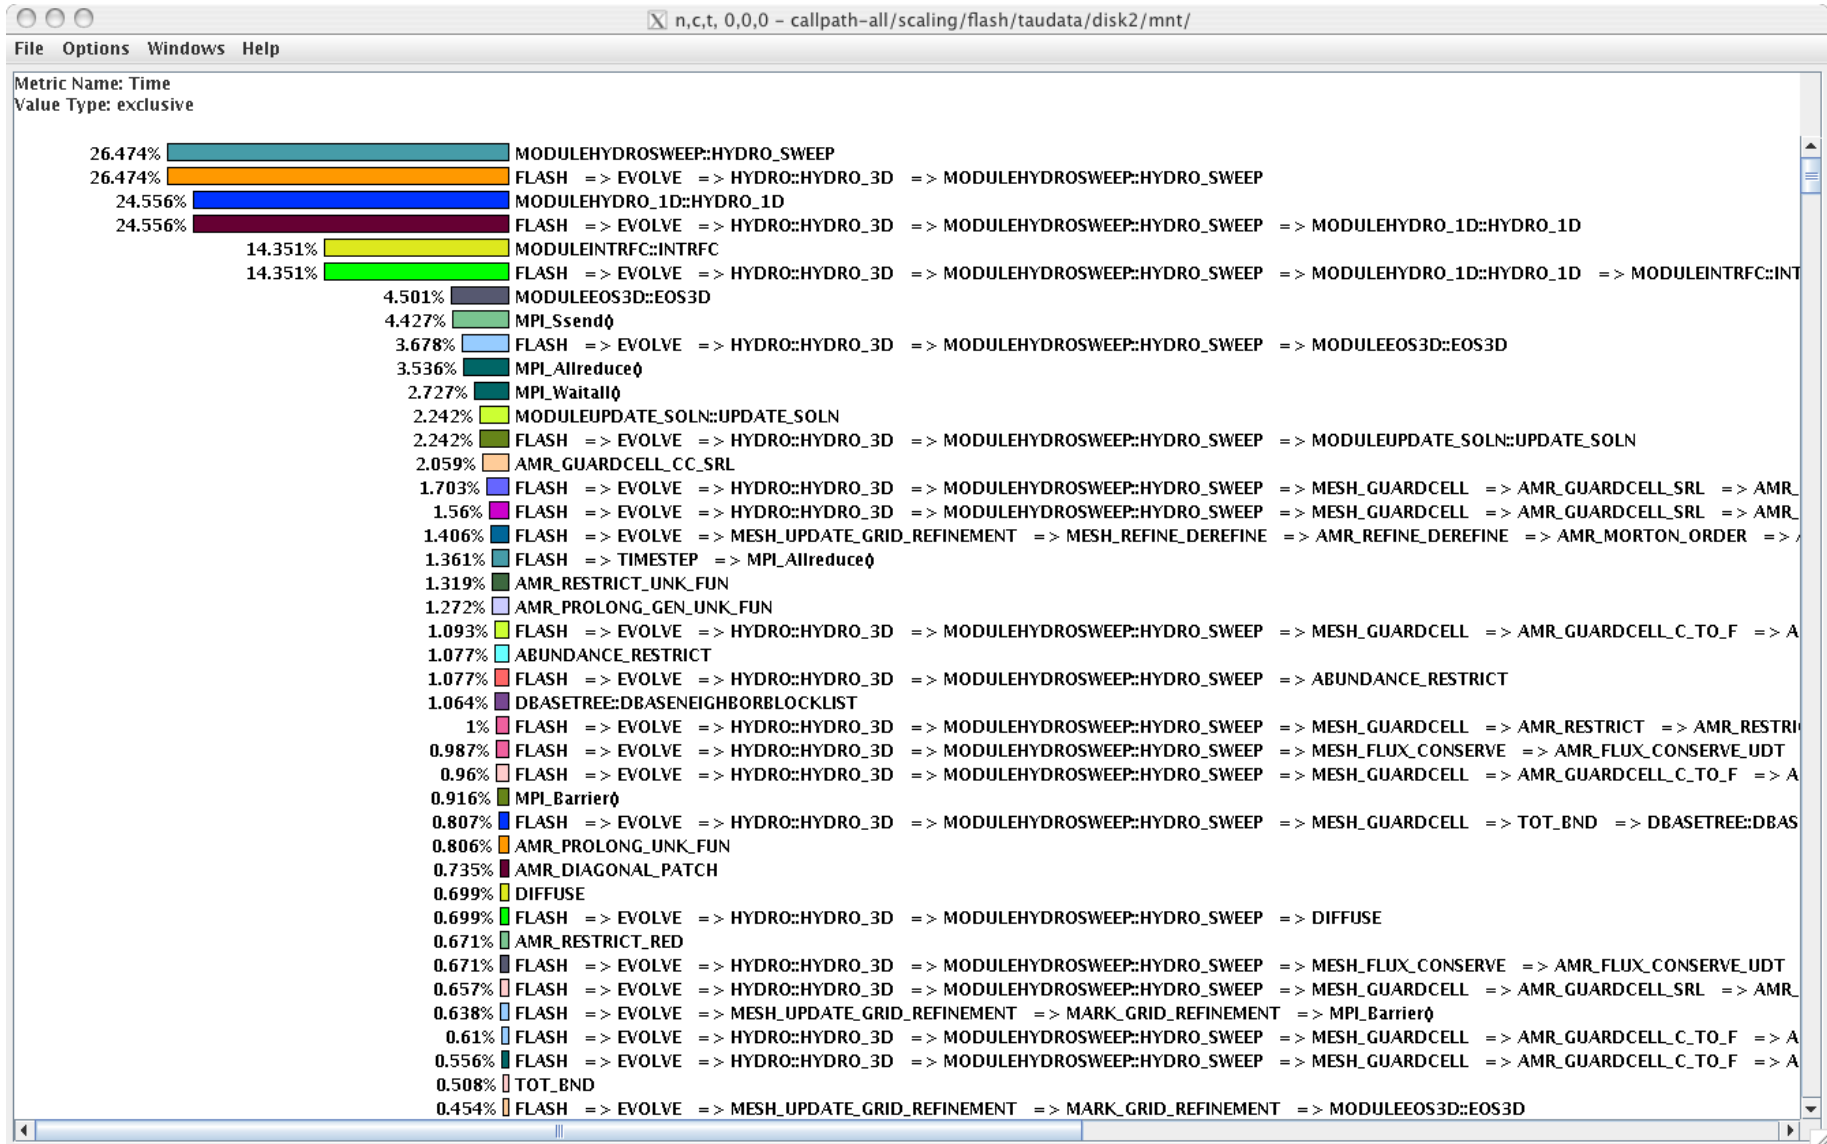 n,c,t, 0,0,0 – callpath-all/scaling/flash/taudata/disk2/mnt/
File Options Windows Help
Metric Name: Time
Value Type: exclusive
26.474% MODULEHYDROSWEEP::HYDRO_SWEEP
26.474% FLASH => EVOLVE => HYDRO::HYDRO_3D => MODULEHYDROSWEEP::HYDRO_SWEEP
24.556% MODULEHYDRO_1D::HYDRO_1D
24.556% FLASH => EVOLVE => HYDRO::HYDRO_3D => MODULEHYDROSWEEP::HYDRO_SWEEP => MODULEHYDRO_1D::HYDRO_1D
14.351% MODULEINTRFC::INTRFC
14.351% FLASH => EVOLVE => HYDRO::HYDRO_3D => MODULEHYDROSWEEP::HYDRO_SWEEP => MODULEHYDRO_1D::HYDRO_1D => MODULEINTRFC::INT
4.501% MODULEEOS3D::EOS3D
4.427% MPI_Ssend()
3.678% FLASH => EVOLVE => HYDRO::HYDRO_3D => MODULEHYDROSWEEP::HYDRO_SWEEP => MODULEEOS3D::EOS3D
3.536% MPI_Allreduce()
2.727% MPI_Waitall()
2.242% MODULEUPDATE_SOLN::UPDATE_SOLN
2.242% FLASH => EVOLVE => HYDRO::HYDRO_3D => MODULEHYDROSWEEP::HYDRO_SWEEP => MODULEUPDATE_SOLN::UPDATE_SOLN
2.059% AMR_GUARDCELL_CC_SRL
1.703% FLASH => EVOLVE => HYDRO::HYDRO_3D => MODULEHYDROSWEEP::HYDRO_SWEEP => MESH_GUARDCELL => AMR_GUARDCELL_SRL => AMR_
1.56% FLASH => EVOLVE => HYDRO::HYDRO_3D => MODULEHYDROSWEEP::HYDRO_SWEEP => MESH_GUARDCELL => AMR_GUARDCELL_SRL => AMR_
1.406% FLASH => EVOLVE => MESH_UPDATE_GRID_REFINEMENT => MESH_REFINE_DEREFINE => AMR_REFINE_DEREFINE => AMR_MORTON_ORDER =>
1.361% FLASH => TIMESTEP => MPI_Allreduce()
1.319% AMR_RESTRICT_UNK_FUN
1.272% AMR_PROLONG_GEN_UNK_FUN
1.093% FLASH => EVOLVE => HYDRO::HYDRO_3D => MODULEHYDROSWEEP::HYDRO_SWEEP => MESH_GUARDCELL => AMR_GUARDCELL_C_TO_F => A
1.077% ABUNDANCE_RESTRICT
1.077% FLASH => EVOLVE => HYDRO::HYDRO_3D => MODULEHYDROSWEEP::HYDRO_SWEEP => ABUNDANCE_RESTRICT
1.064% DBASETREE::DBASENEIGHBORBLOCKLIST
1% FLASH => EVOLVE => HYDRO::HYDRO_3D => MODULEHYDROSWEEP::HYDRO_SWEEP => MESH_GUARDCELL => AMR_RESTRICT => AMR_RESTRI
0.987% FLASH => EVOLVE => HYDRO::HYDRO_3D => MODULEHYDROSWEEP::HYDRO_SWEEP => MESH_FLUX_CONSERVE => AMR_FLUX_CONSERVE_UDT
0.96% FLASH => EVOLVE => HYDRO::HYDRO_3D => MODULEHYDROSWEEP::HYDRO_SWEEP => MESH_GUARDCELL => AMR_GUARDCELL_C_TO_F => A
0.916% MPI_Barrier()
0.807% FLASH => EVOLVE => HYDRO::HYDRO_3D => MODULEHYDROSWEEP::HYDRO_SWEEP => MESH_GUARDCELL => TOT_BND => DBASETREE::DBAS
0.806% AMR_PROLONG_UNK_FUN
0.735% AMR_DIAGONAL_PATCH
0.699% DIFFUSE
0.699% FLASH => EVOLVE => HYDRO::HYDRO_3D => MODULEHYDROSWEEP::HYDRO_SWEEP => DIFFUSE
0.671% AMR_RESTRICT_RED
0.671% FLASH => EVOLVE => HYDRO::HYDRO_3D => MODULEHYDROSWEEP::HYDRO_SWEEP => MESH_FLUX_CONSERVE => AMR_FLUX_CONSERVE_UDT
0.657% FLASH => EVOLVE => HYDRO::HYDRO_3D => MODULEHYDROSWEEP::HYDRO_SWEEP => MESH_GUARDCELL => AMR_GUARDCELL_SRL => AMR_
0.638% FLASH => EVOLVE => MESH_UPDATE_GRID_REFINEMENT => MARK_GRID_REFINEMENT => MPI_Barrier()
0.61% FLASH => EVOLVE => HYDRO::HYDRO_3D => MODULEHYDROSWEEP::HYDRO_SWEEP => MESH_GUARDCELL => AMR_GUARDCELL_C_TO_F => A
0.556% FLASH => EVOLVE => HYDRO::HYDRO_3D => MODULEHYDROSWEEP::HYDRO_SWEEP => MESH_GUARDCELL => AMR_GUARDCELL_C_TO_F => A
0.508% TOT_BND
0.454% FLASH => EVOLVE => MESH_UPDATE_GRID_REFINEMENT => MARK_GRID_REFINEMENT => MODULEEOS3D::EOS3D